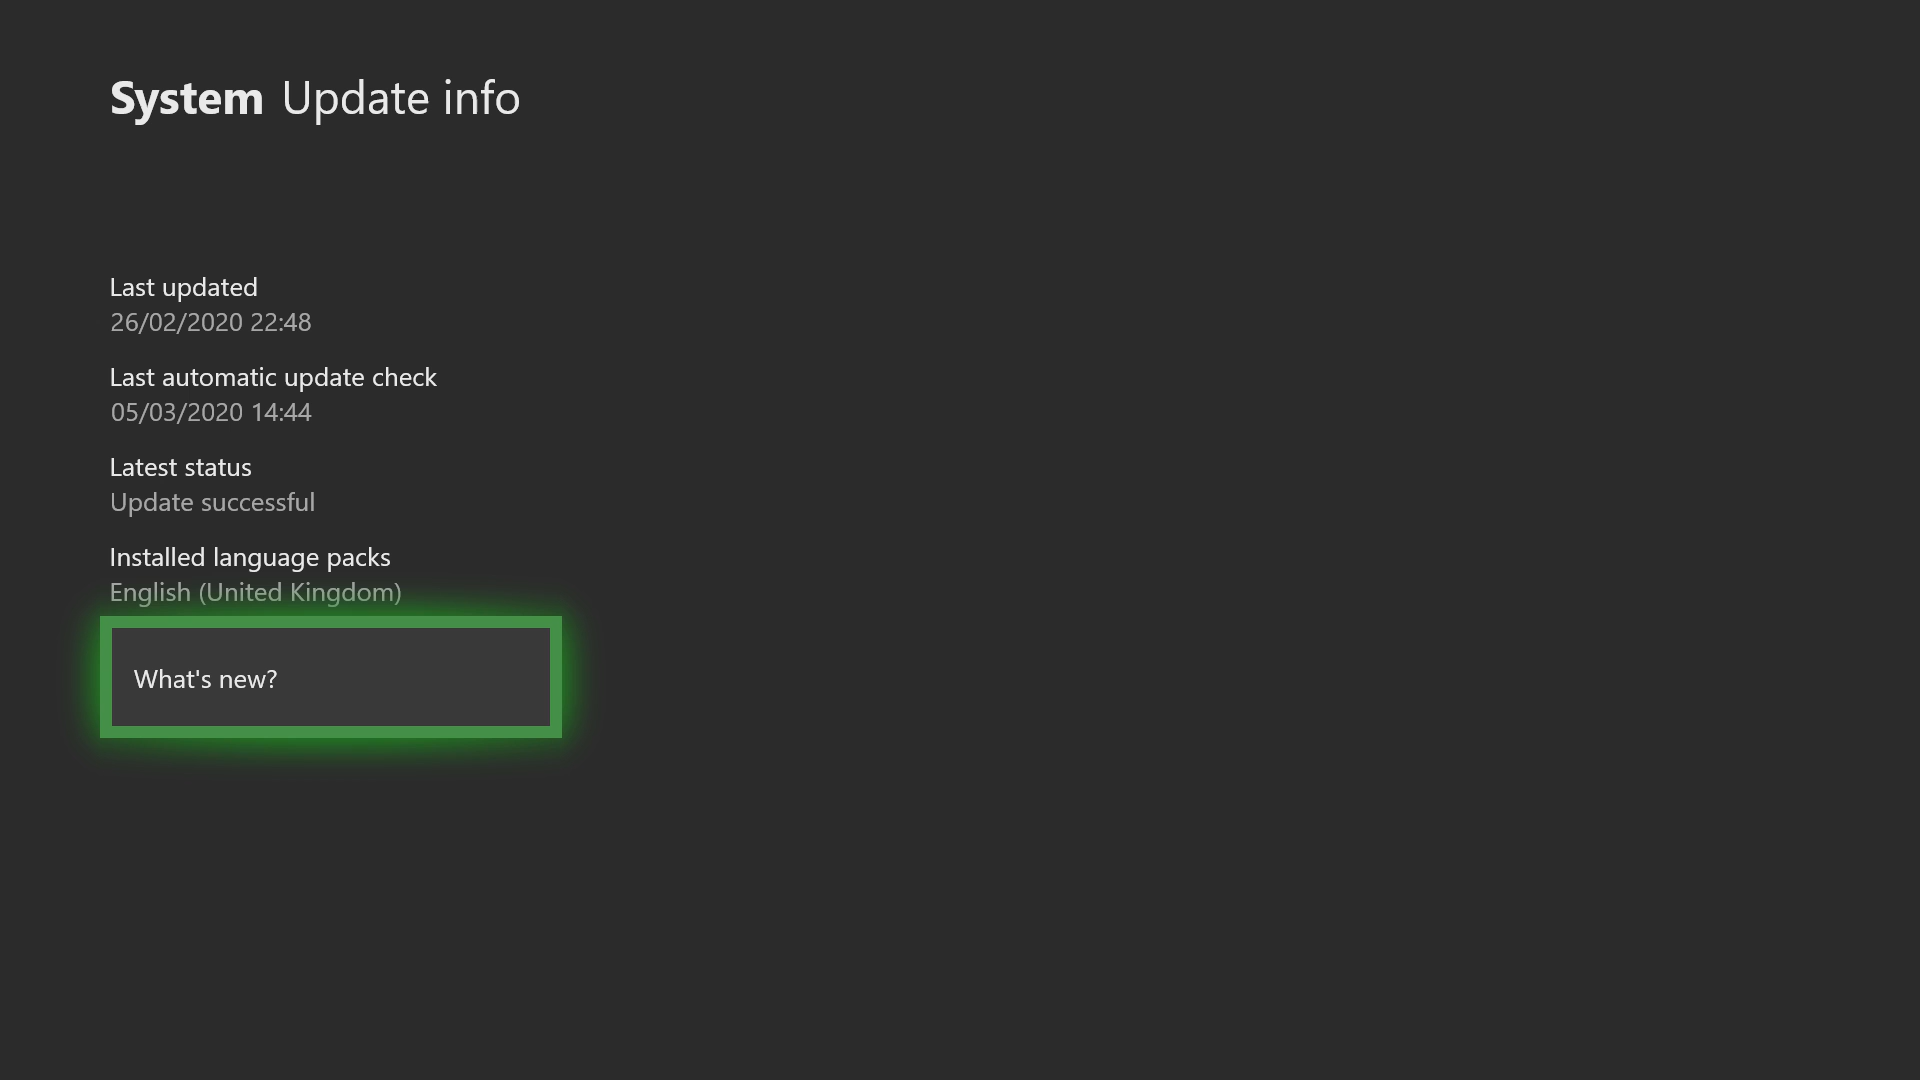 System Update info
Last updated
26/02/2020 22:48
Last automatic update check
05/03/2020 14:44
Latest status
Update successful
Installed language packs
English (United Kingdom)
What's new?